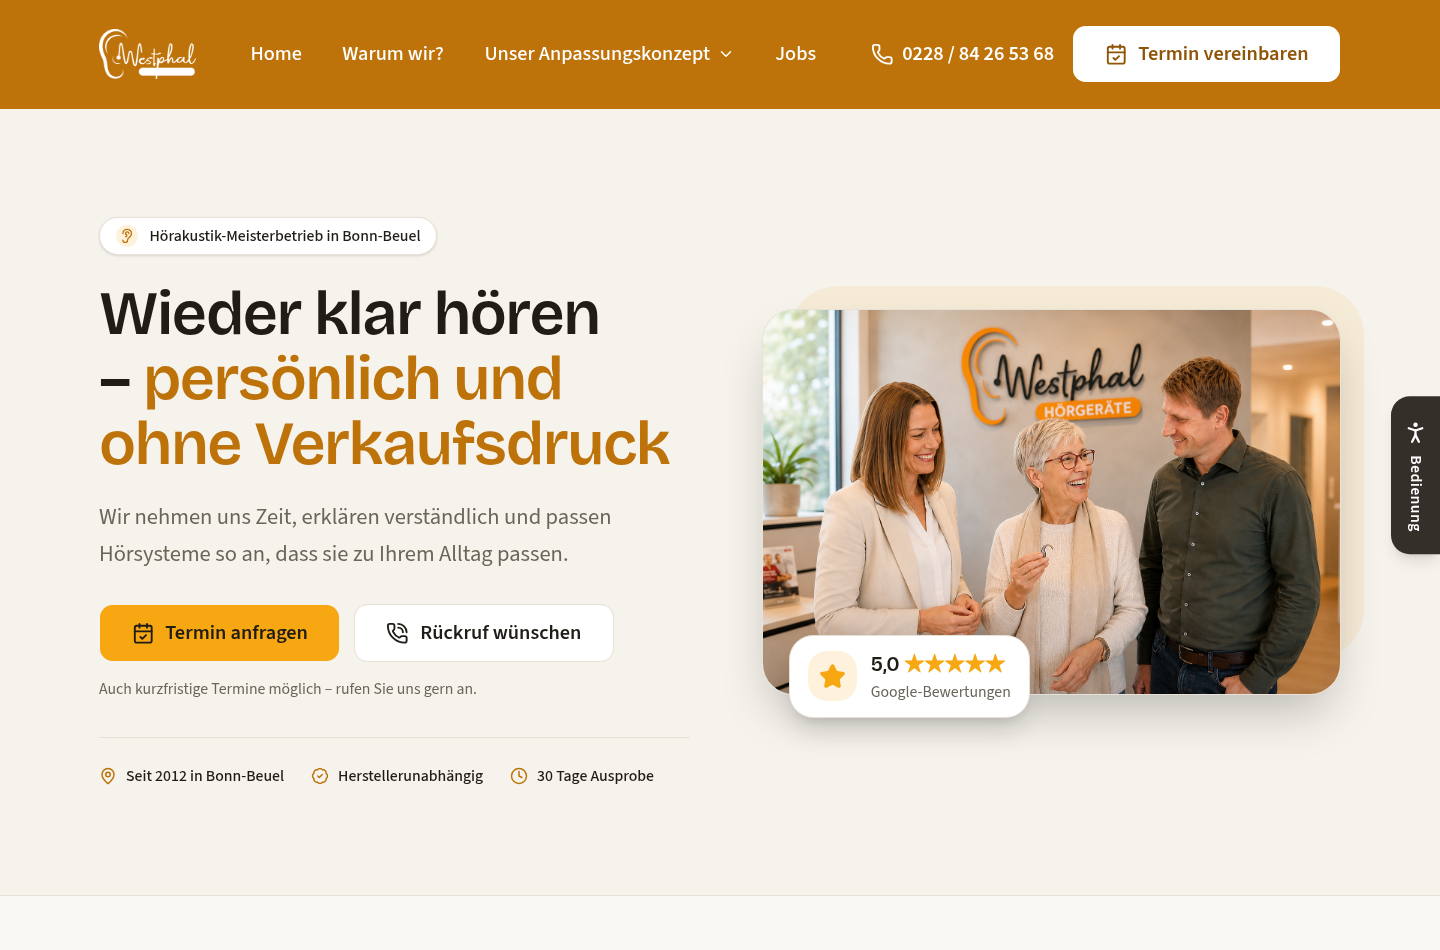 Westphal
Home
Warum wir?
Unser Anpassungskonzept
Jobs
0228 / 84 26 53 68
Termin vereinbaren
Hörakustik-Meisterbetrieb in Bonn-Beuel
Wieder klar hören
– persönlich und
ohne Verkaufsdruck
Wir nehmen uns Zeit, erklären verständlich und passen
Hörsysteme so an, dass sie zu Ihrem Alltag passen.
Termin anfragen
Rückruf wünschen
Auch kurzfristige Termine möglich – rufen Sie uns gern an.
Seit 2012 in Bonn-Beuel
Herstellerunabhängig
30 Tage Ausprobe
Westphal
HÖRGERÄTE
5,0 ★★★★★
Google-Bewertungen
Bedienung